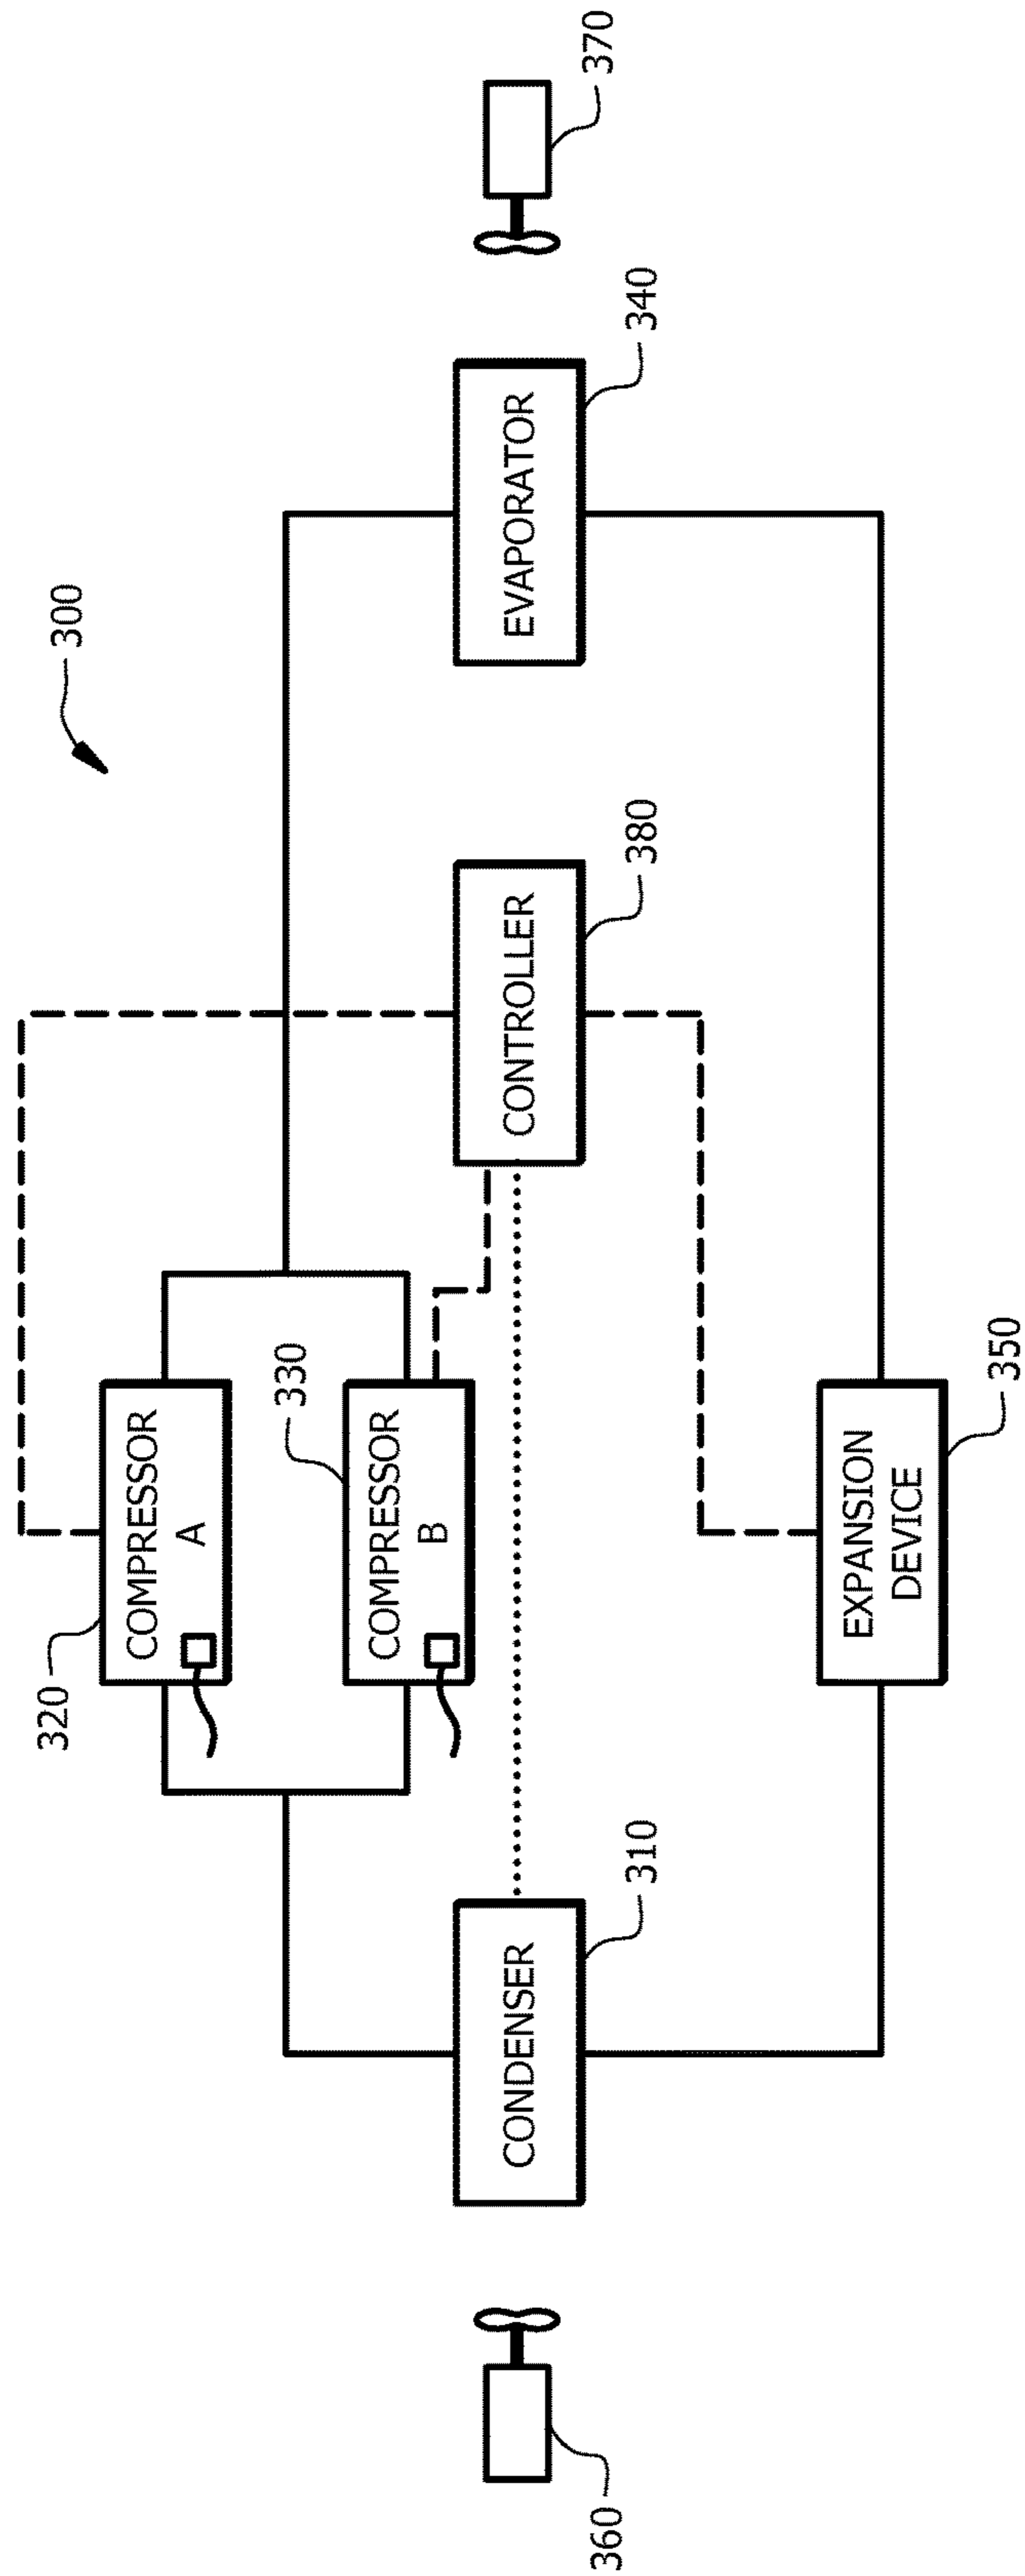 300
320
COMPRESSOR
A
330
COMPRESSOR
B
CONDENSER
310
CONTROLLER
380
EVAPORATOR
340
360
370
EXPANSION
DEVICE
350